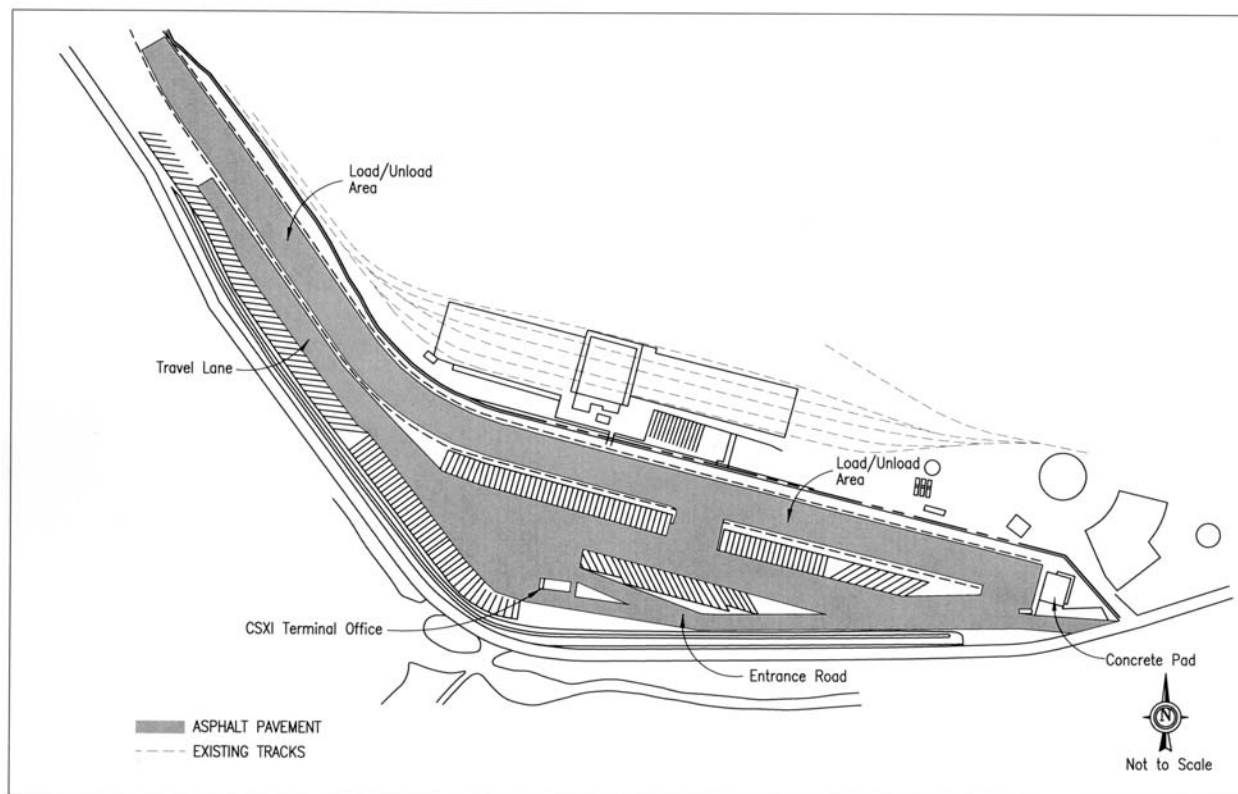 Load/Unload
Area
Travel Lane
Load/Unload
Area
CSXI Terminal Office
Entrance Road
Concrete Pad
ASPHALT PAVEMENT
EXISTING TRACKS
N
Not to Scale